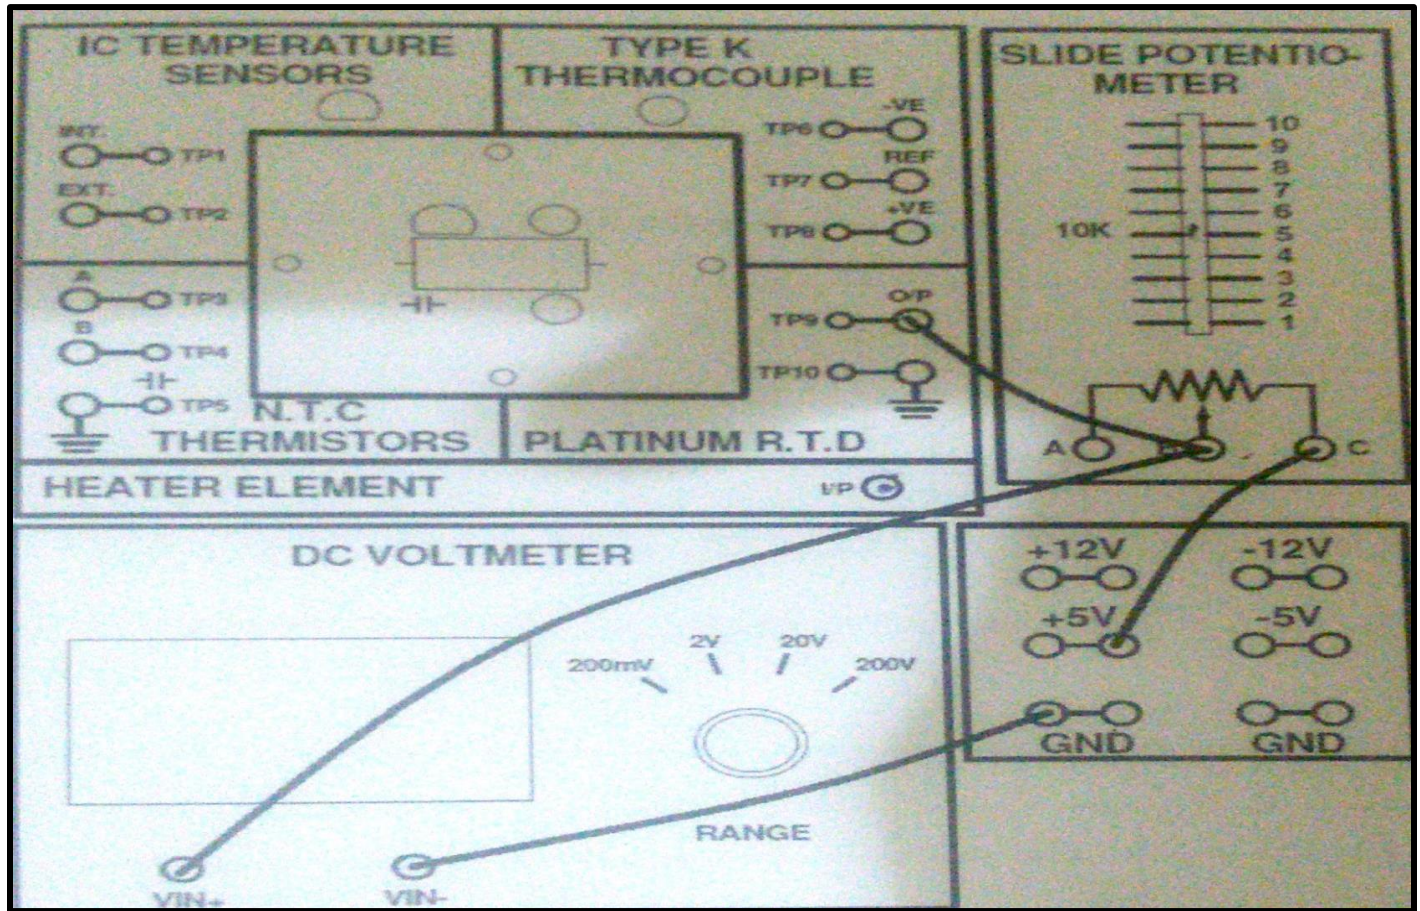 IC TEMPERATURE
SENSORS
TYPE K
THERMOCOUPLE
INT.
TP1
EXT.
TP2
-VE
TP6
REF
TP7
+VE
TP8
A
TP3
B
TP4
TP5
N.T.C
THERMISTORS
O/P
TP9
TP10
PLATINUM R.T.D
HEATER ELEMENT
I/P
SLIDE POTENTIO-
METER
10
9
8
7
6
10K
5
4
3
2
1
A
C
DC VOLTMETER
200mV
2V
20V
200V
RANGE
VIN+
VIN-
+12V
-12V
+5V
-5V
GND
GND